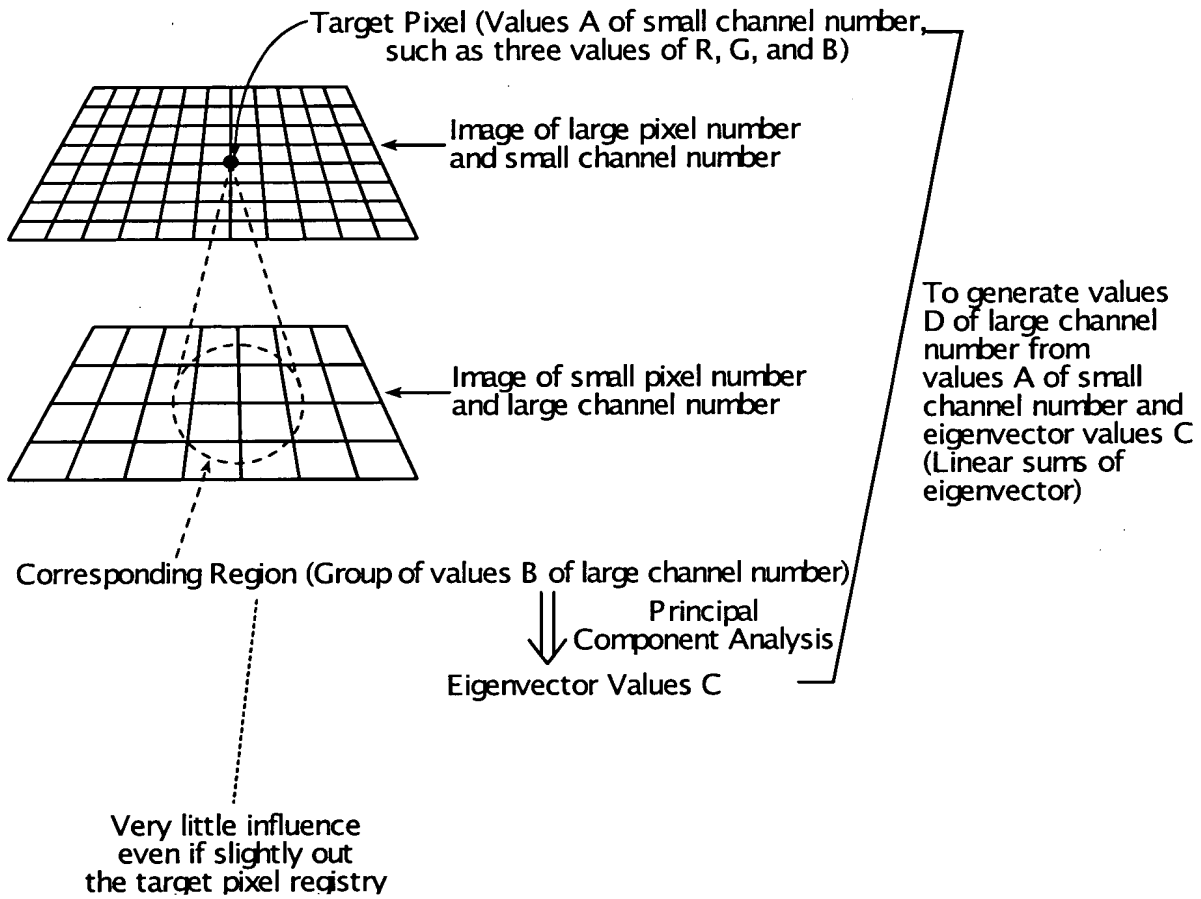 Target Pixel (Values A of small channel number,
such as three values of R, G, and B)
Image of large pixel number
and small channel number
Image of small pixel number
and large channel number
To generate values
D of large channel
number from
values A of small
channel number and
eigenvector values C
(Linear sums of
eigenvector)
Corresponding Region (Group of values B of large channel number)
Principal
Component Analysis
Eigenvector Values C
Very little influence
even if slightly out
the target pixel registry